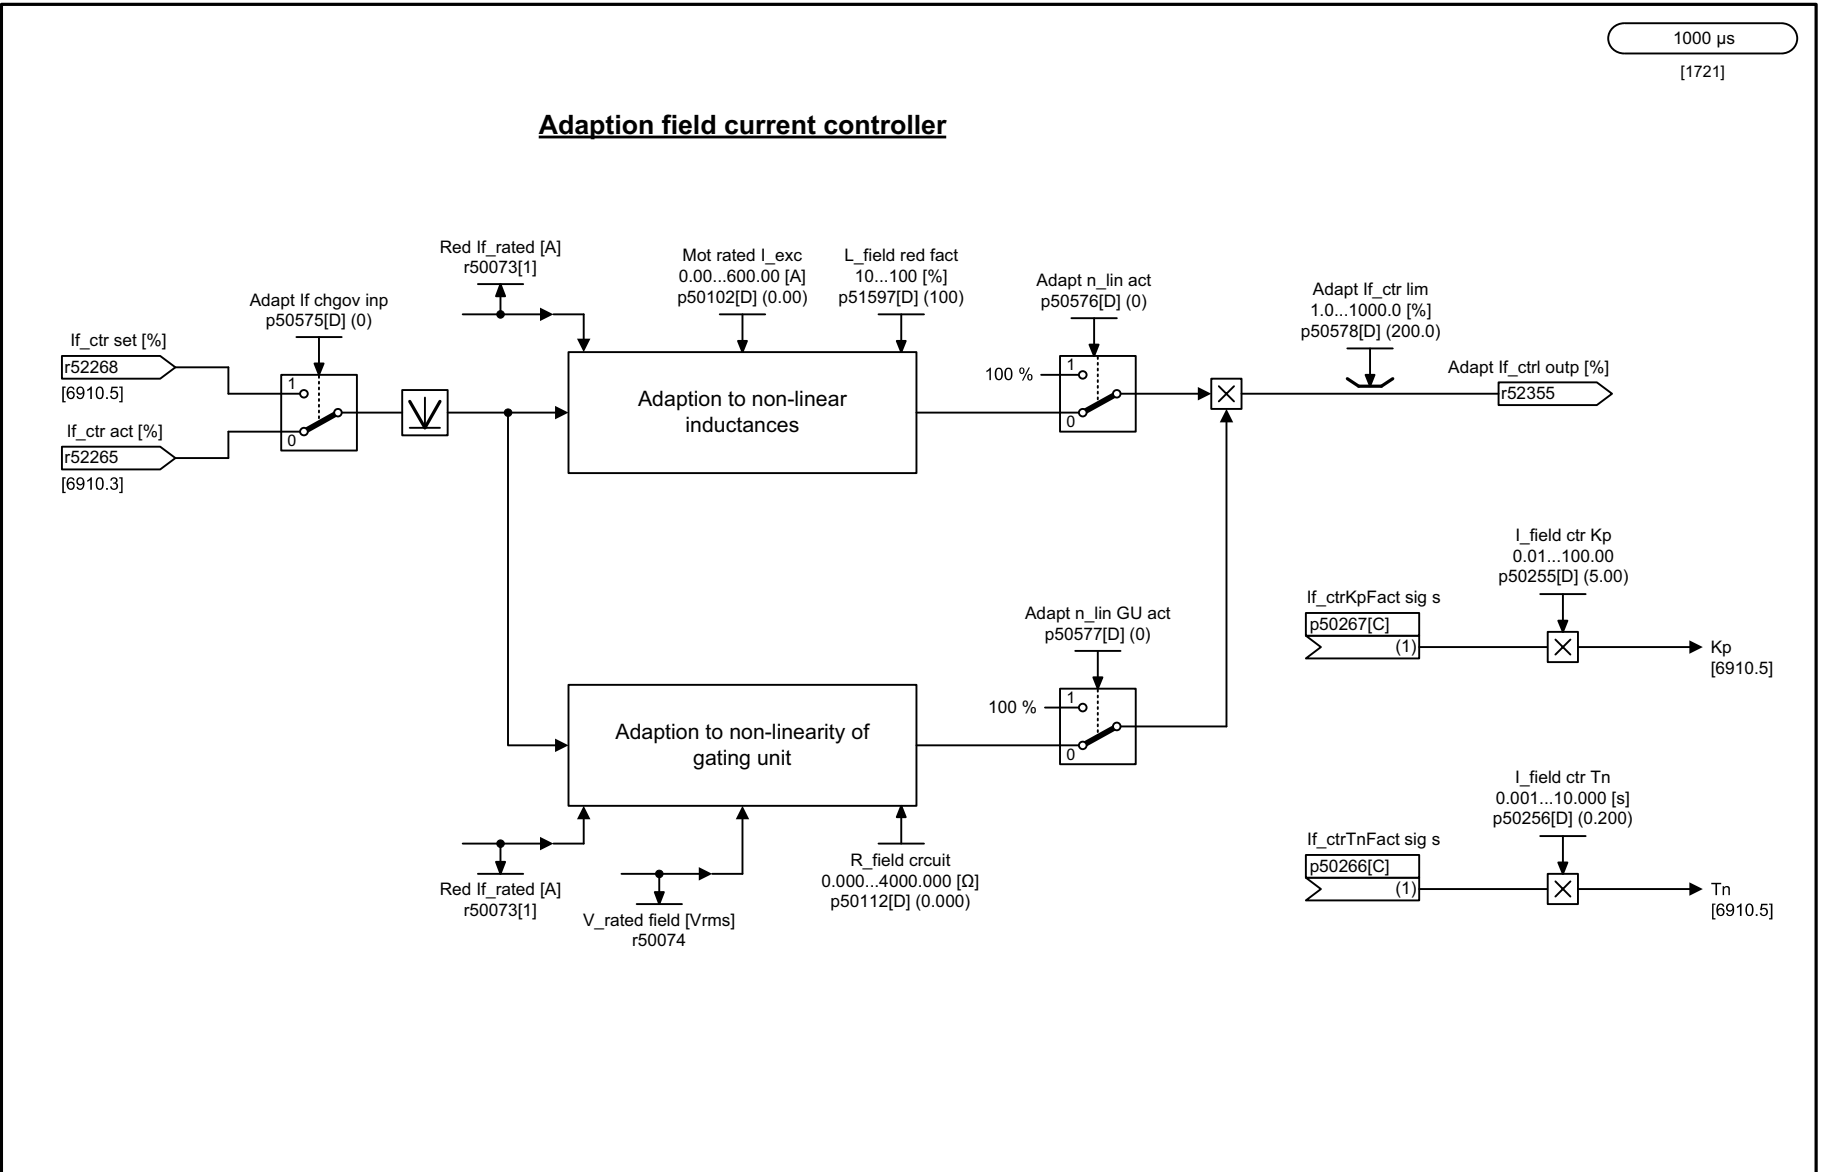 1000 µs
[1721]
Adaption field current controller
Red If_rated [A]
r50073[1]
Mot rated I_exc
0.00...600.00 [A]
p50102[D] (0.00)
L_field red fact
10...100 [%]
p51597[D] (100)
Adapt n_lin act
p50576[D] (0)
Adapt If_ctr lim
1.0...1000.0 [%]
p50578[D] (200.0)
Adapt If chgov inp
p50575[D] (0)
If_ctr set [%]
r52268
[6910.5]
If_ctr act [%]
r52265
[6910.3]
1
0
Adaption to non-linear
inductances
100 %
1
0
Adapt If_ctrl outp [%]
r52355
I_field ctr Kp
0.01...100.00
p50255[D] (5.00)
If_ctrKpFact sig s
p50267[C]
(1)
Kp
[6910.5]
Adapt n_lin GU act
p50577[D] (0)
100 %
1
0
Adaption to non-linearity of
gating unit
Red If_rated [A]
r50073[1]
V_rated field [Vrms]
r50074
R_field crcuit
0.000...4000.000 [Ω]
p50112[D] (0.000)
I_field ctr Tn
0.001...10.000 [s]
p50256[D] (0.200)
If_ctrTnFact sig s
p50266[C]
(1)
Tn
[6910.5]